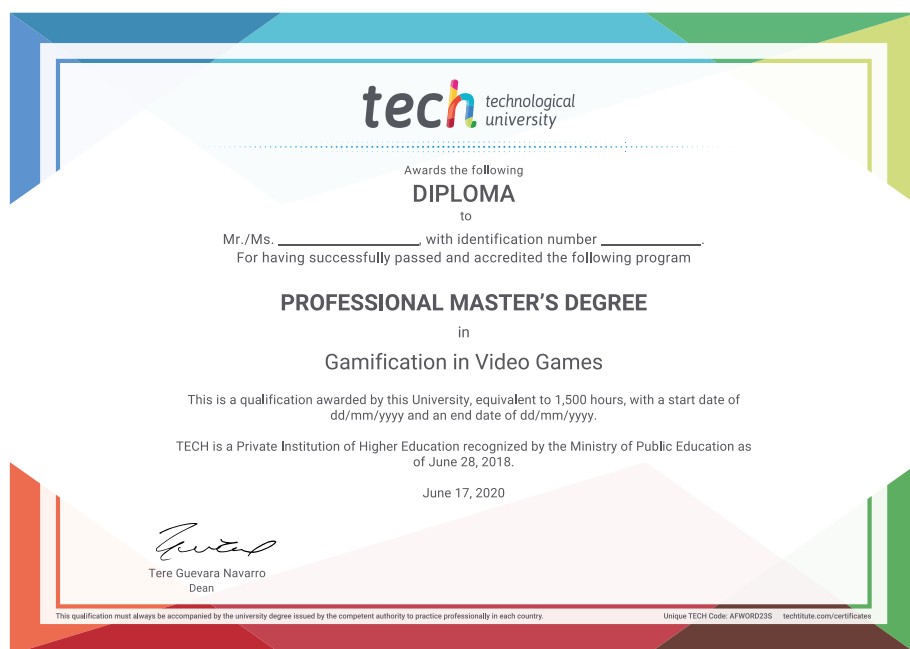 tech technological
university
Awards the following
DIPLOMA
to
Mr./Ms. ____________________, with identification number ______________.
For having successfully passed and accredited the following program
PROFESSIONAL MASTER'S DEGREE
in
Gamification in Video Games
This is a qualification awarded by this University, equivalent to 1,500 hours, with a start date of
dd/mm/yyyy and an end date of dd/mm/yyyy.
TECH is a Private Institution of Higher Education recognized by the Ministry of Public Education as
of June 28, 2018.
June 17, 2020
Tere Guevara Navarro
Dean
This qualification must always be accompanied by the university degree issued by the competent authority to practice professionally in each country. Unique TECH Code: AFWORD23S techtitute.com/certificates